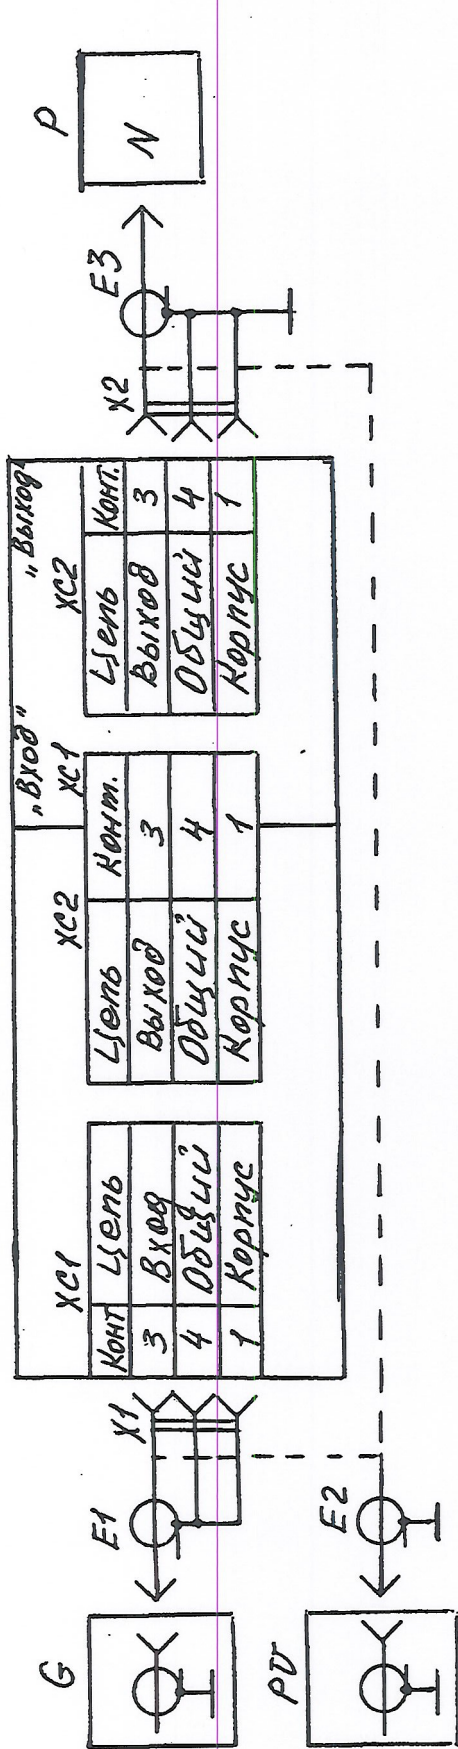 G
E1
X1
PV
E2
XC1
Конт Цепь
3 Вход
4 Общий
1 Корпус
XC2
Цепь Конт.
Выход 3
Общий 4
Корпус 1
„Вход"
XC1
„Выход"
XC2
Цепь Конт.
Выход 3
Общий 4
Корпус 1
X2
E3
P
N